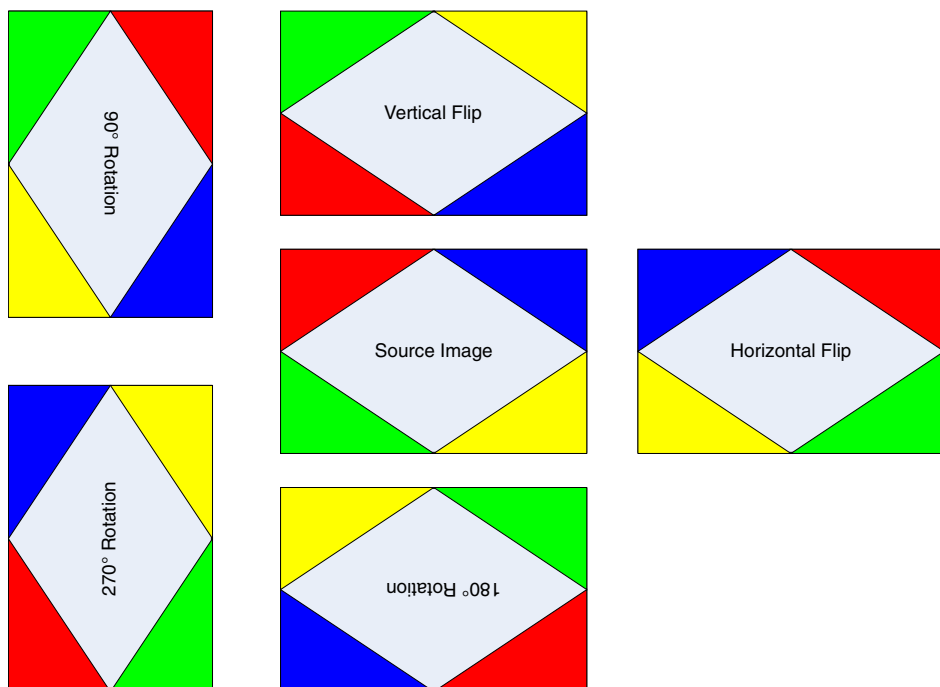 90° Rotation
Vertical Flip
Source Image
Horizontal Flip
270° Rotation
180° Rotation